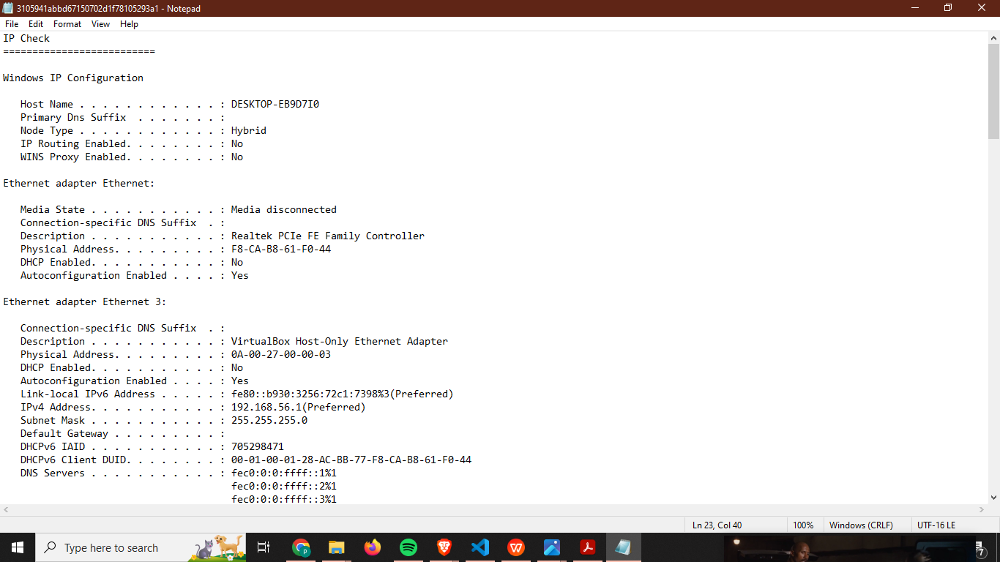 3105941abbd67150702d1f78105293a1 - Notepad
File Edit Format View Help
IP Check
==========================
Windows IP Configuration
Host Name . . . . . . . . . . . . : DESKTOP-EB9D7I0
Primary Dns Suffix  . . . . . . . :
Node Type . . . . . . . . . . . . : Hybrid
IP Routing Enabled. . . . . . . . : No
WINS Proxy Enabled. . . . . . . . : No
Ethernet adapter Ethernet:
Media State . . . . . . . . . . . : Media disconnected
Connection-specific DNS Suffix  . :
Description . . . . . . . . . . . : Realtek PCIe FE Family Controller
Physical Address. . . . . . . . . : F8-CA-B8-61-F0-44
DHCP Enabled. . . . . . . . . . . : No
Autoconfiguration Enabled . . . . : Yes
Ethernet adapter Ethernet 3:
Connection-specific DNS Suffix  . :
Description . . . . . . . . . . . : VirtualBox Host-Only Ethernet Adapter
Physical Address. . . . . . . . . : 0A-00-27-00-00-03
DHCP Enabled. . . . . . . . . . . : No
Autoconfiguration Enabled . . . . : Yes
Link-local IPv6 Address . . . . . : fe80::b930:3256:72c1:7398%3(Preferred)
IPv4 Address. . . . . . . . . . . : 192.168.56.1(Preferred)
Subnet Mask . . . . . . . . . . . : 255.255.255.0
Default Gateway . . . . . . . . . :
DHCPv6 IAID . . . . . . . . . . . : 705298471
DHCPv6 Client DUID. . . . . . . . : 00-01-00-01-28-AC-BB-77-F8-CA-B8-61-F0-44
DNS Servers . . . . . . . . . . . : fec0:0:0:ffff::1%1
fec0:0:0:ffff::2%1
fec0:0:0:ffff::3%1
Ln 23, Col 40 100% Windows (CRLF) UTF-16 LE
Type here to search
7